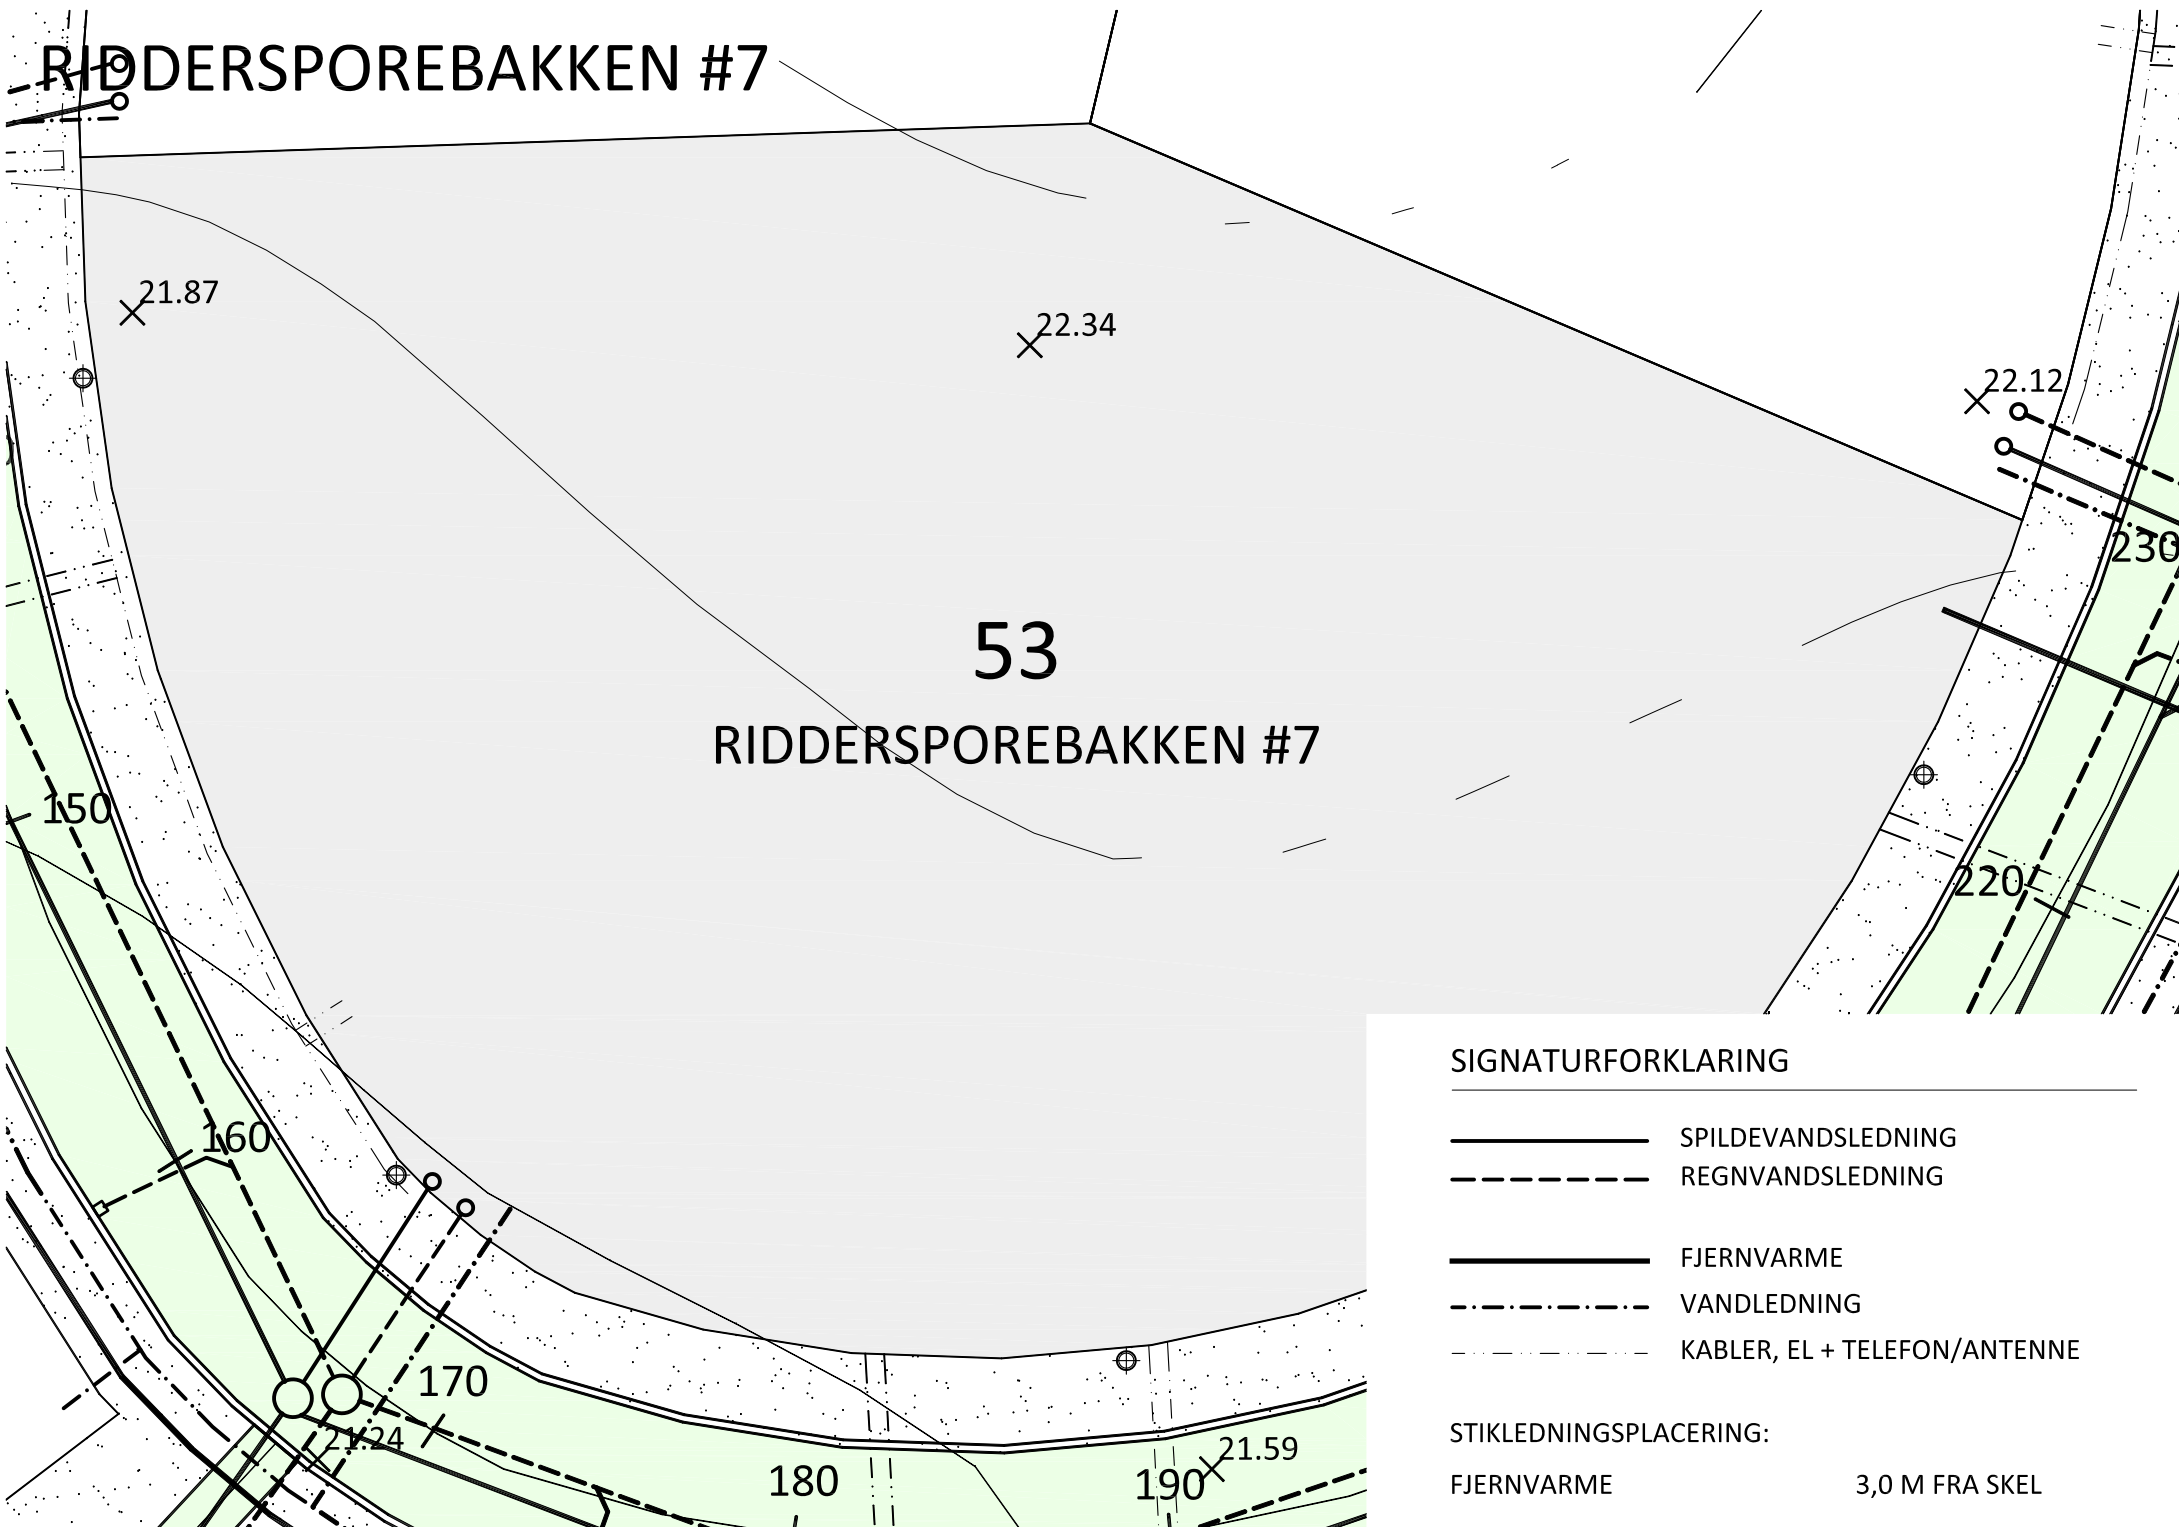 RIDDERSPOREBAKKEN #7
21.87
22.34
22.12
230
53
RIDDERSPOREBAKKEN #7
150
220
160
170
21.24
180
190
21.59
SIGNATURFORKLARING
SPILDEVANDSLEDNING
REGNVANDSLEDNING
FJERNVARME
VANDLEDNING
KABLER, EL + TELEFON/ANTENNE
STIKLEDNINGSPLACERING:
FJERNVARME 3,0 M FRA SKEL